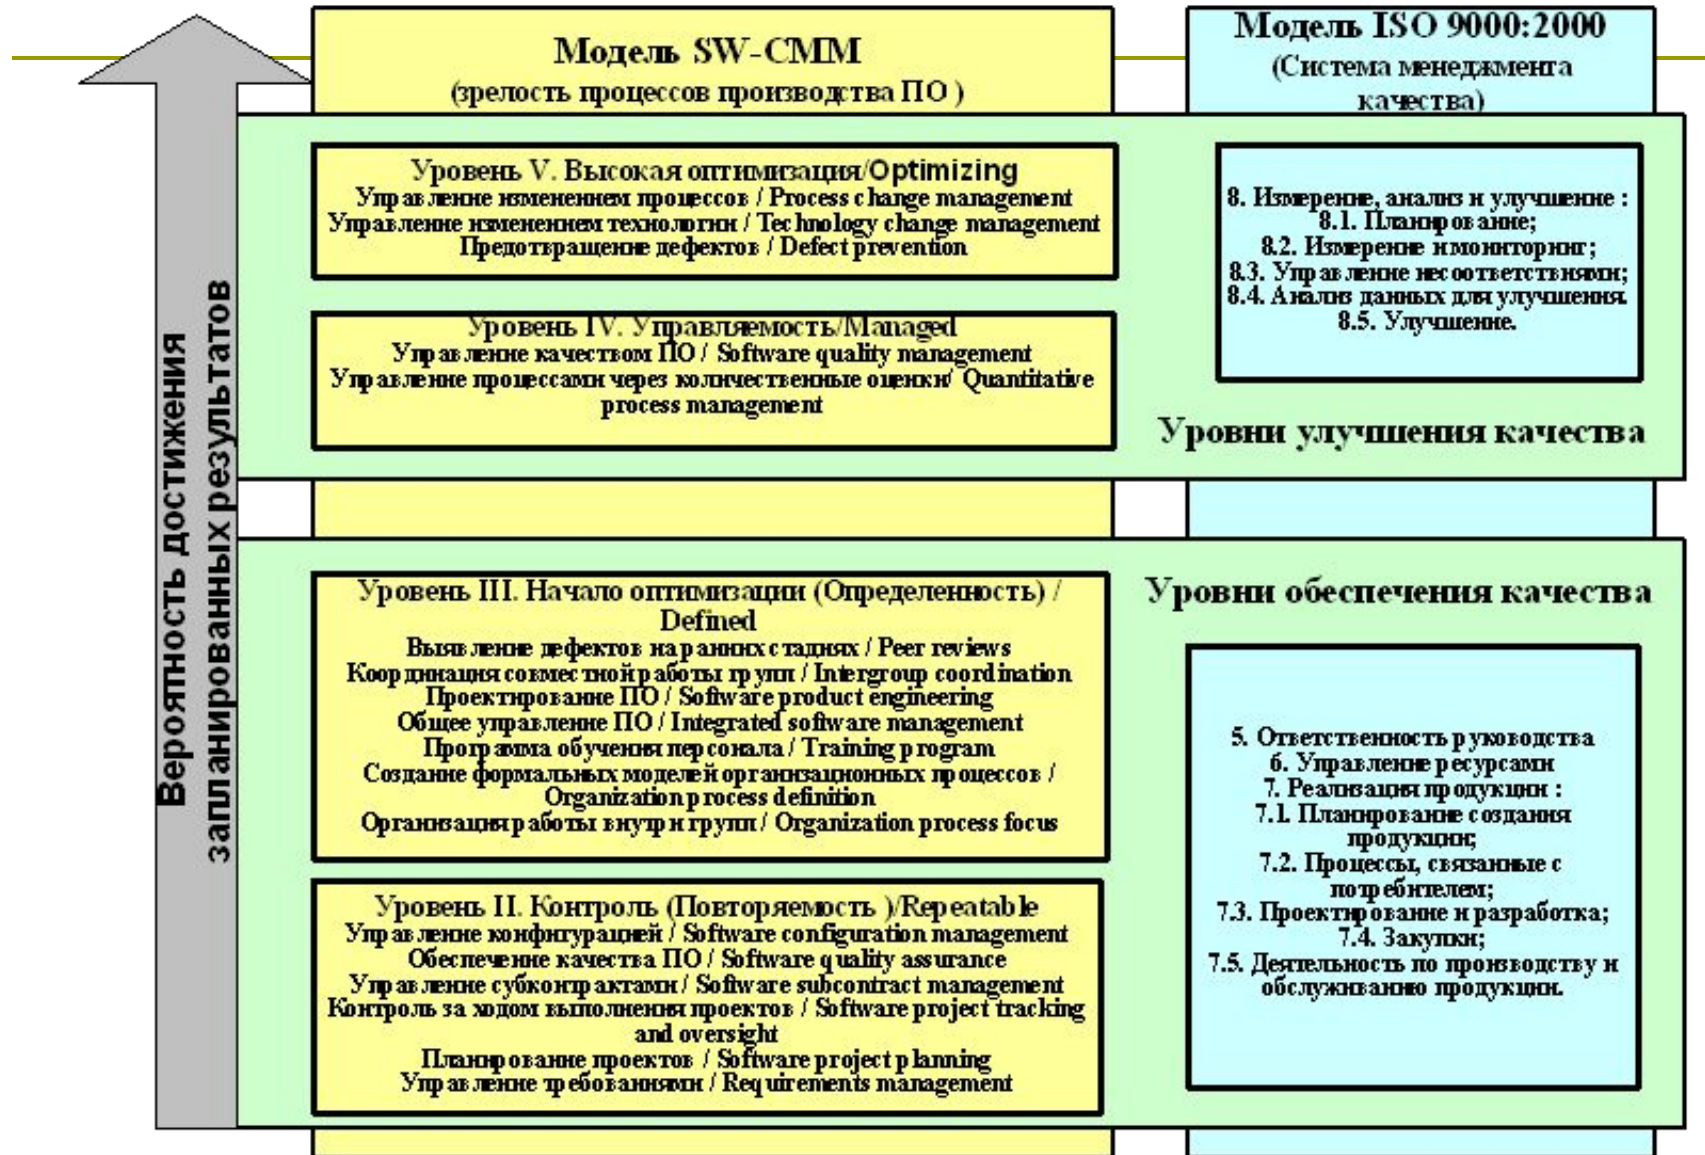 Модель SW-CMM
(зрелость процессов производства ПО )
Модель ISO 9000:2000
(Система менеджмента
качества)
Вероятность достижения
запланированных результатов
Уровень V. Высокая оптимизация/Optimizing
Управление изменением процессов / Process change management
Управление изменением технологии / Technology change management
Предотвращение дефектов / Defect prevention
Уровень IV. Управляемость/Managed
Управление качеством ПО / Software quality management
Управление процессами через количественные оценки/ Quantitative
process management
8. Измерение, анализ и улучшение :
8.1. Планирование;
8.2. Измерение и мониторинг;
8.3. Управление несоответствиями;
8.4. Анализ данных для улучшения.
8.5. Улучшение.
Уровни улучшения качества
Уровень III. Начало оптимизации (Определенность) /
Defined
Выявление дефектов на ранних стадиях / Peer reviews
Координация совместной работы групп / Intergroup coordination
Проектирование ПО / Software product engineering
Общее управление ПО / Integrated software management
Программа обучения персонала / Training program
Создание формальных моделей организационных процессов /
Organization process definition
Организация работы внутри групп / Organization process focus
Уровень II. Контроль (Повторяемость )/Repeatable
Управление конфигурацией / Software configuration management
Обеспечение качества ПО / Software quality assurance
Управление субконтрактами / Software subcontract management
Контроль за ходом выполнения проектов / Software project tracking
and oversight
Планирование проектов / Software project planning
Управление требованиями / Requirements management
Уровни обеспечения качества
5. Ответственность руководства
6. Управление ресурсами
7. Реализация продукции :
7.1. Планирование создания
продукции;
7.2. Процессы, связанные с
потребителем;
7.3. Проектирование и разработка;
7.4. Закупки;
7.5. Деятельность по производству и
обслуживанию продукции.